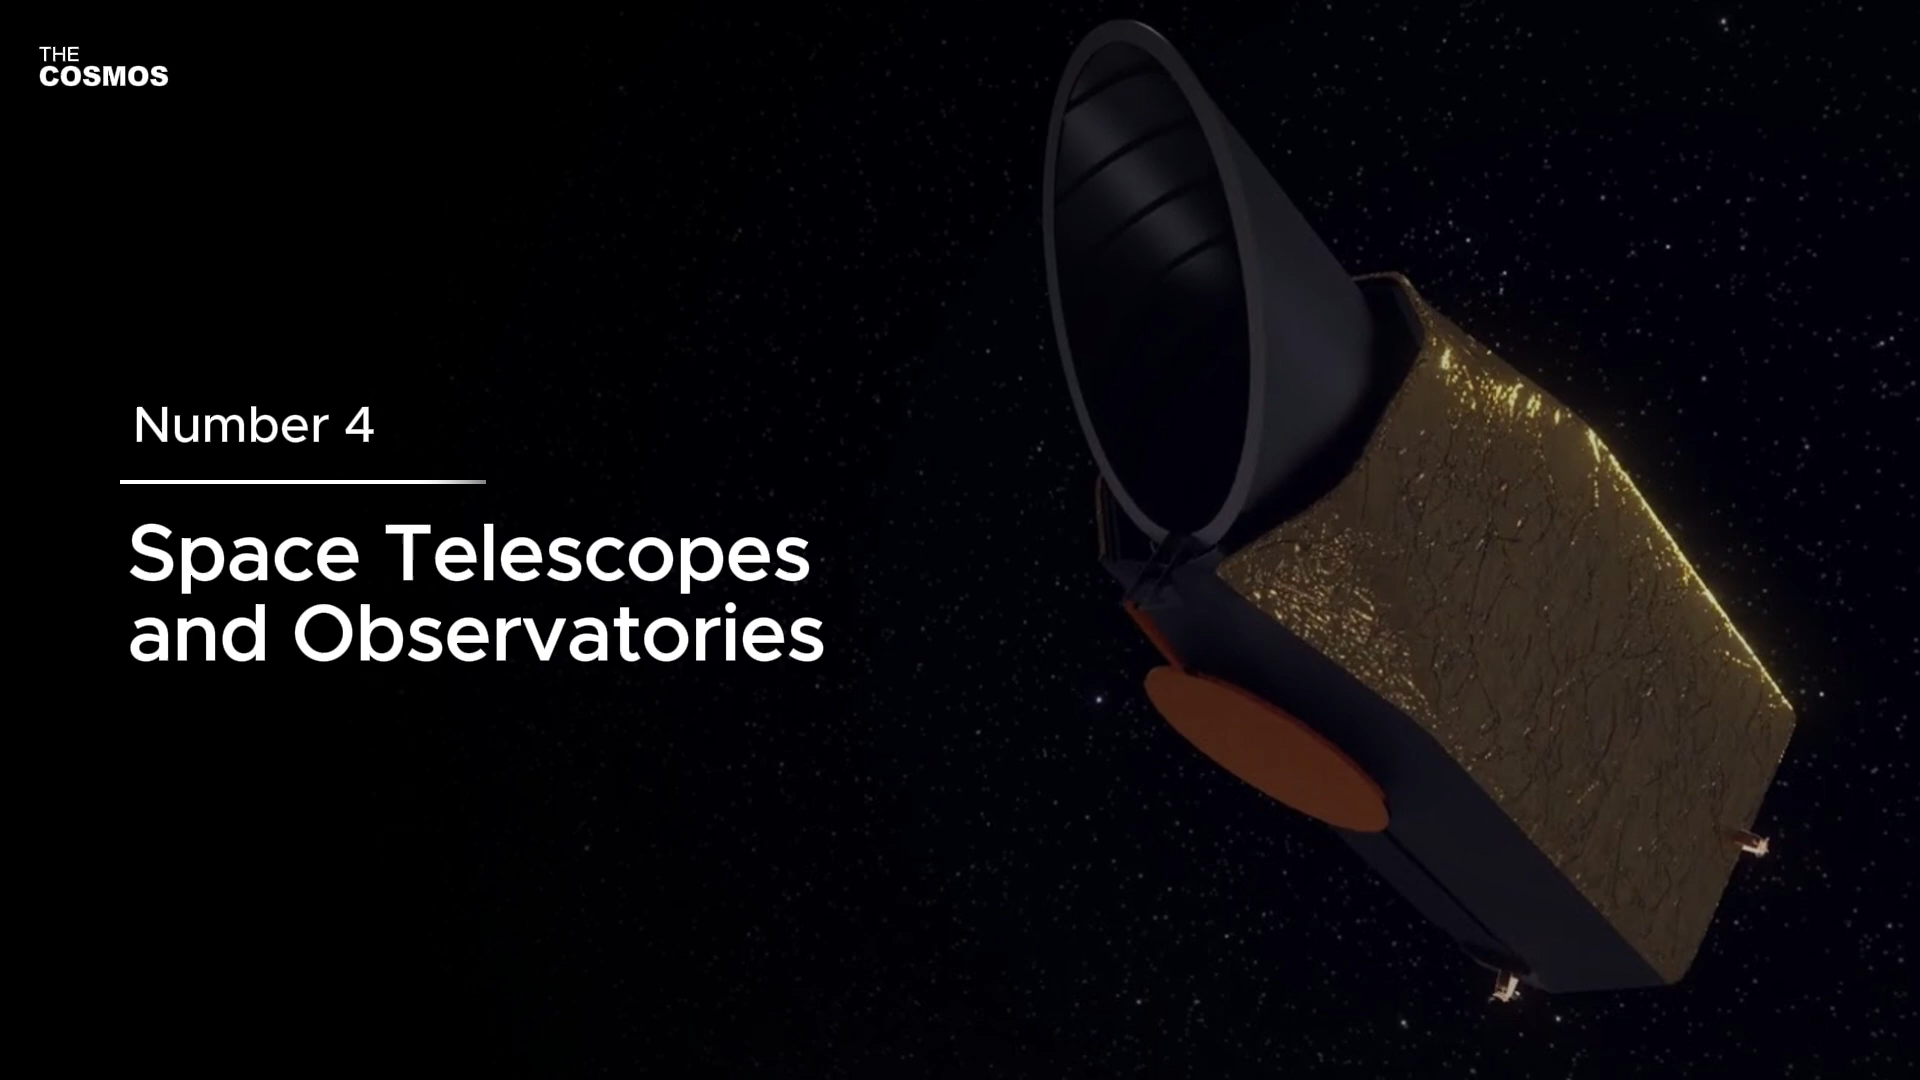 THE
COSMOS
Number 4
Space Telescopes
and Observatories